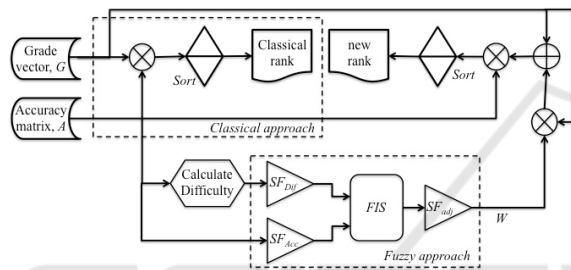 Grade
vector, G
Classical
rank
new
rank
Sort
Sort
Accuracy
matrix, A
Classical approach
Calculate
Difficulty
SF_Dif
FIS
SF_adj
W
SF_Acc
Fuzzy approach